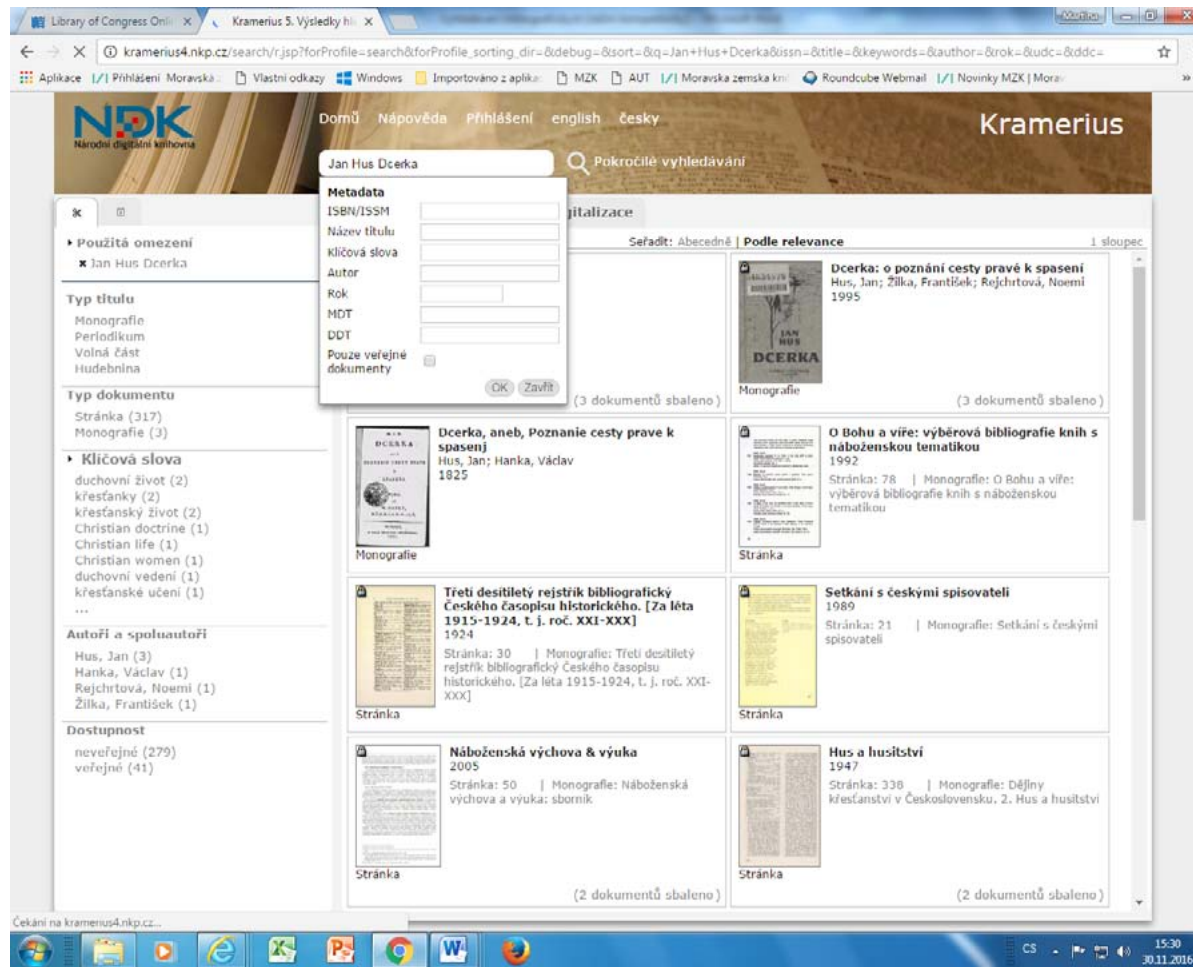 Library of Congress Onli
Kramerius 5. Výsledky hl
kramerius4.nkp.cz/search/r.jsp?forProfile=search&forProfile_sorting_dir=&debug=&sort=&q=Jan+Hus+Dcerka&issn=&title=&keywords=&author=&rok=&udc=&ddc=
Aplikace Přihlášení Moravská Vlastní odkazy Windows Importováno z aplika MZK AUT Moravska zemska kni Roundcube Webmail Novinky MZK | Morav »
NDK
Národní digitální knihovna
Domů Nápověda Přihlášení english česky
Kramerius
Jan Hus Dcerka
Pokročilé vyhledávání
Metadata
ISBN/ISSM
Název titulu
Klíčová slova
Autor
Rok
MDT
DDT
Pouze veřejné
dokumenty
OK Zavřít
igitalizace
Seřadit: Abecedně | Podle relevance
1 sloupec
Použitá omezení
Jan Hus Dcerka
Typ titulu
Monografie
Periodikum
Volná část
Hudebnina
Typ dokumentu
Stránka (317)
Monografie (3)
Klíčová slova
duchovní život (2)
křesťanky (2)
křesťanský život (2)
Christian doctrine (1)
Christian life (1)
Christian women (1)
duchovní vedení (1)
křesťanské učení (1)
...
Autoři a spoluautoři
Hus, Jan (3)
Hanka, Václav (1)
Rejchrtová, Noemi (1)
Žilka, František (1)
Dostupnost
neveřejné (279)
veřejné (41)
(3 dokumentů sbaleno)
JAN
HUS
DCERKA
Monografie
Dcerka: o poznání cesty pravé k spasení
Hus, Jan; Žilka, František; Rejchrtová, Noemi
1995
(3 dokumentů sbaleno)
DCERKA
Monografie
Dcerka, aneb, Poznanie cesty prave k
spasenj
Hus, Jan; Hanka, Václav
1825
Stránka
O Bohu a víře: výběrová bibliografie knih s
náboženskou tematikou
1992
Stránka: 78 | Monografie: O Bohu a víře:
výběrová bibliografie knih s náboženskou
tematikou
Stránka
Třetí desítiletý rejstřík bibliografický
Českého časopisu historického. [Za léta
1915-1924, t. j. roč. XXI-XXX]
1924
Stránka: 30 | Monografie: Třetí desítiletý
rejstřík bibliografický Českého časopisu
historického. [Za léta 1915-1924, t. j. roč. XXI-
XXX]
Stránka
Setkání s českými spisovateli
1989
Stránka: 21 | Monografie: Setkání s českými
spisovateli
Stránka
Náboženská výchova & výuka
2005
Stránka: 50 | Monografie: Náboženská
výchova a výuka: sborník
(2 dokumentů sbaleno)
Stránka
Hus a husitství
1947
Stránka: 338 | Monografie: Dějiny
křesťanství v Československu. 2. Hus a husitství
(2 dokumentů sbaleno)
Čekání na kramerius4.nkp.cz...
CS
15:30
30.11.2016